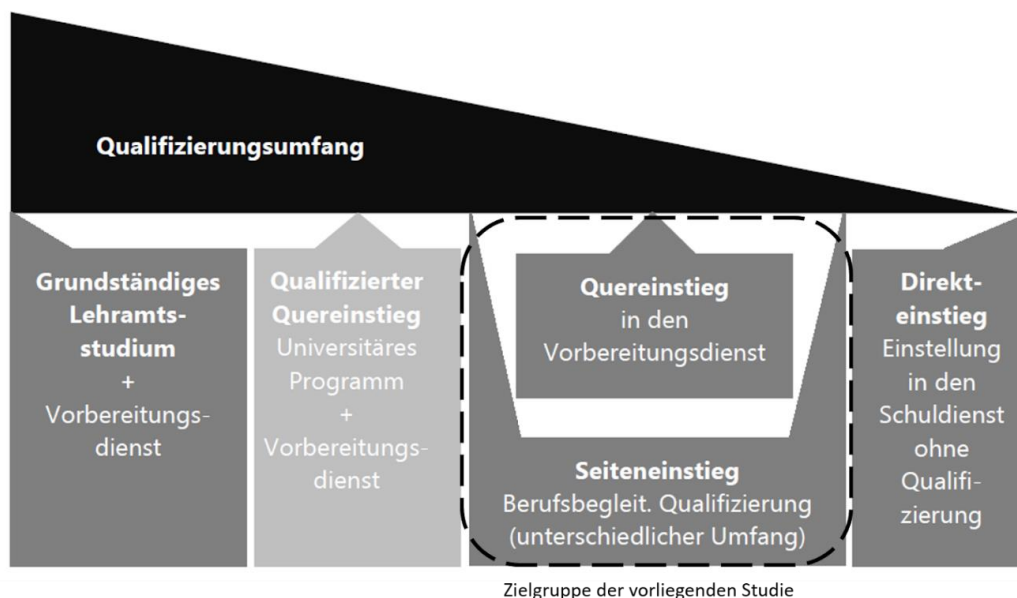 Qualifizierungsumfang
Grundständiges
Lehramts-
studium
+
Vorbereitungs-
dienst
Qualifizierter
Quereinstieg
Universitäres
Programm
+
Vorbereitungs-
dienst
Quereinstieg
in den
Vorbereitungsdienst
Seiteneinstieg
Berufsbegleit. Qualifizierung
(unterschiedlicher Umfang)
Direkt-
einstieg
Einstellung
in den
Schuldienst
ohne
Qualifi-
zierung
Zielgruppe der vorliegenden Studie